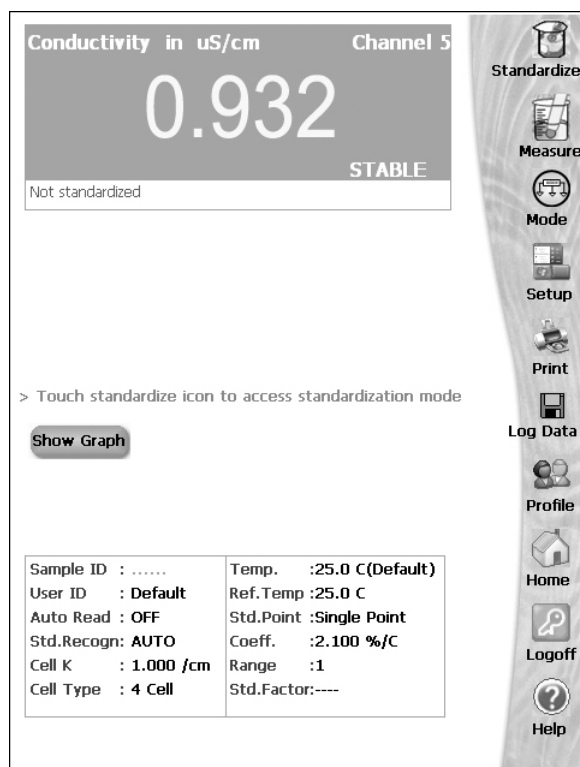 Conductivity in uS/cm Channel 5
0.932
STABLE
Not standardized
> Touch standardize icon to access standardization mode
Show Graph
Sample ID : ......
User ID : Default
Auto Read : OFF
Std.Recogn: AUTO
Cell K : 1.000 /cm
Cell Type : 4 Cell
Temp. :25.0 C(Default)
Ref.Temp :25.0 C
Std.Point :Single Point
Coeff. :2.100 %/C
Range :1
Std.Factor:----
Standardize
Measure
Mode
Setup
Print
Log Data
Profile
Home
Logoff
Help